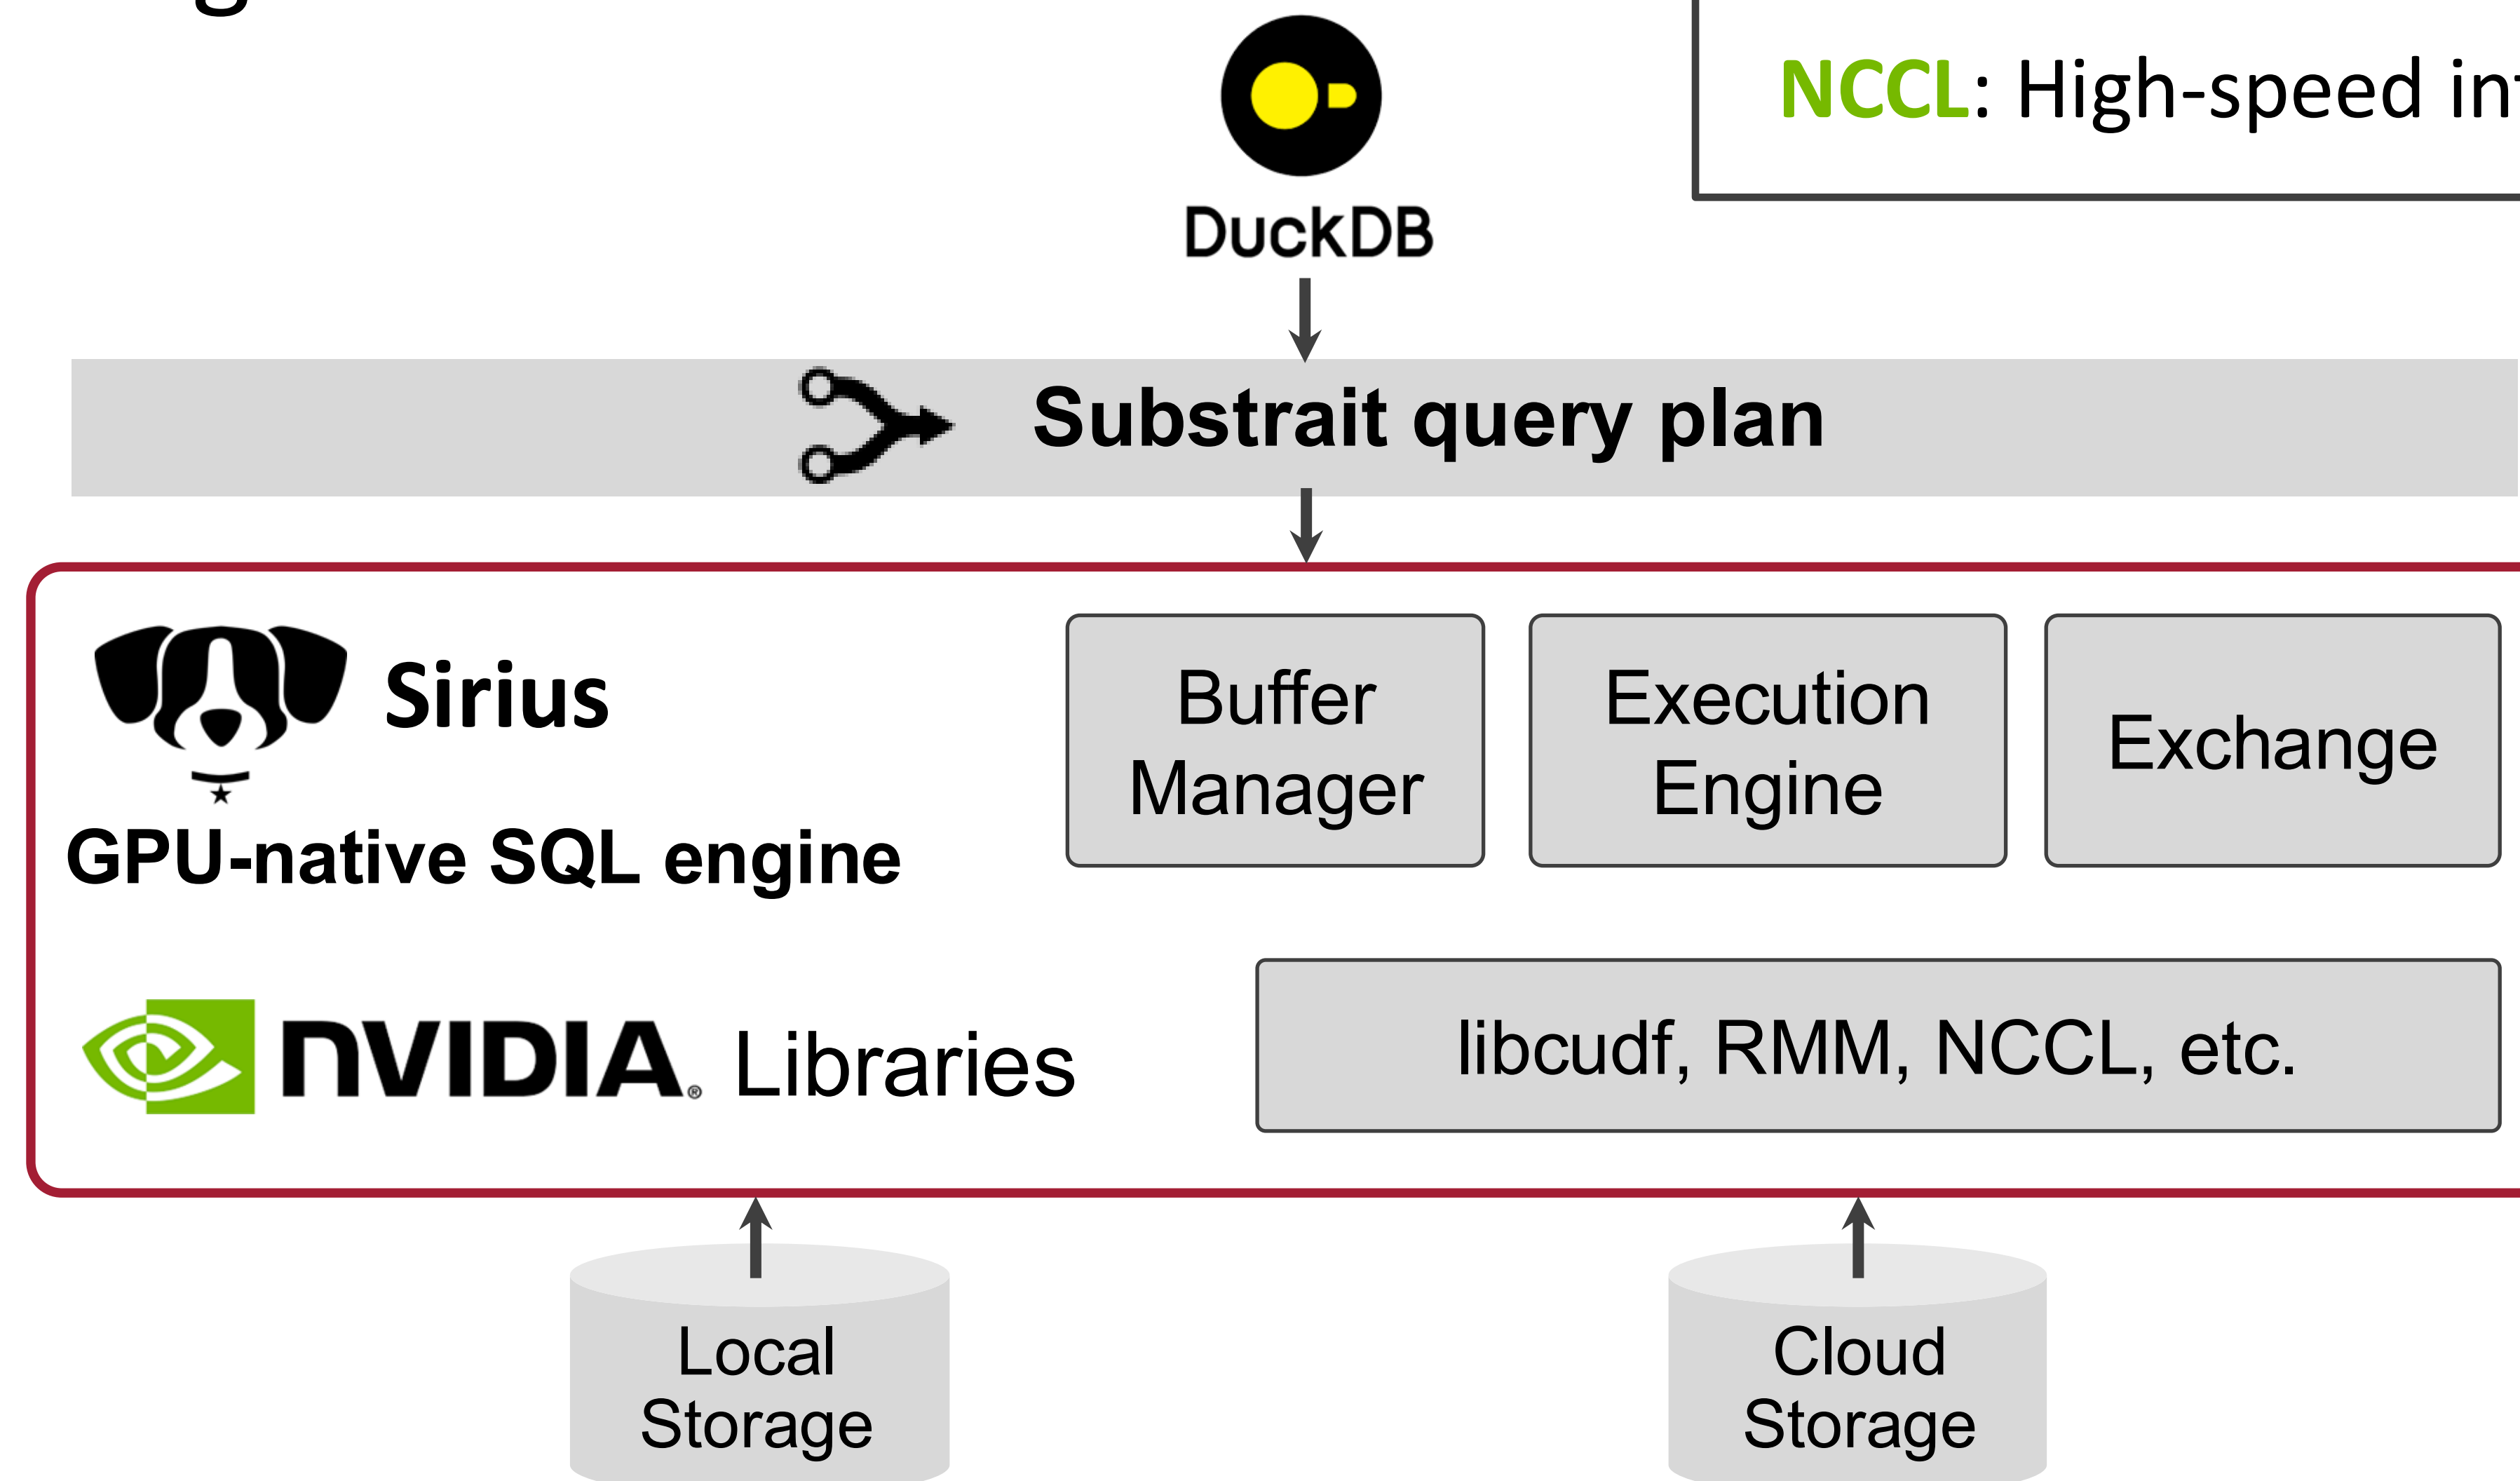 NCCL: High-speed
DuckDB
Substrait query plan
Sirius
GPU-native SQL engine
Buffer
Manager
Execution
Engine
Exchange
NVIDIA. Libraries
libcudf, RMM, NCCL, etc.
Local
Storage
Cloud
Storage